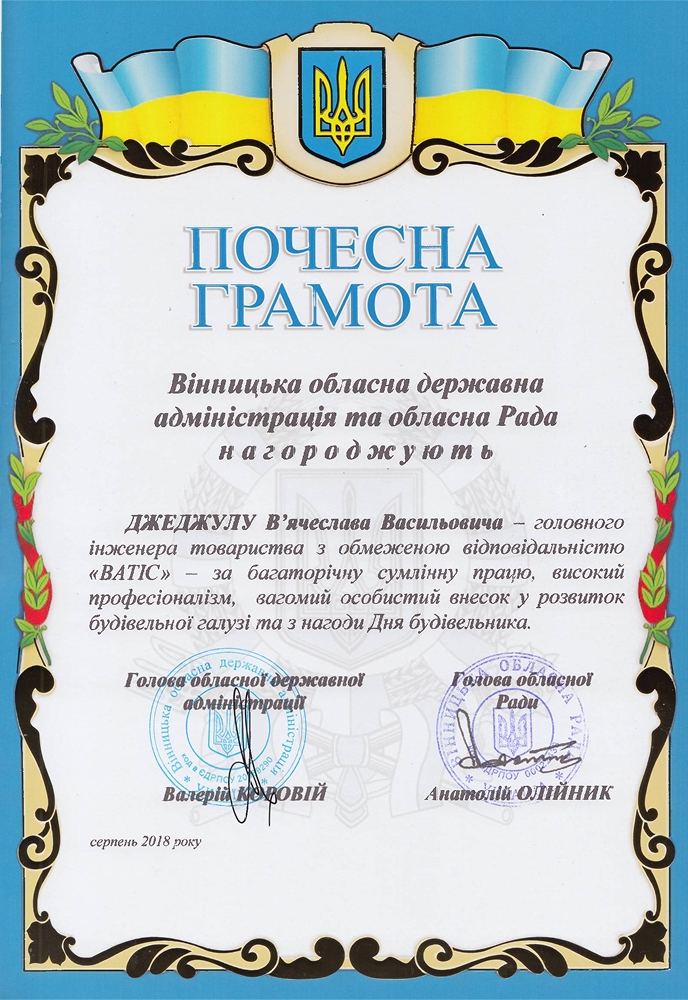 ПОЧЕСНА
ГРАМОТА
Вінницька обласна державна
адміністрація та обласна Рада
нагороджують
ДЖЕДЖУЛУ В’ячеслава Васильовича – головного
інженера товариства з обмеженою відповідальністю
«ВАТІС» – за багаторічну сумлінну працю, високий
професіоналізм, вагомий особистий внесок у розвиток
будівельної галузі та з нагоди Дня будівельника.
Голова обласної державної
адміністрації
Голова обласної
Ради
Вінницька обласна державна адміністрація
код в ЄДРПОУ
ВІННИЦЬКА ОБЛАСНА РАДА
ЄДРПОУ
Валерій КОРОВІЙ
Анатолій ОЛІЙНИК
серпень 2018 року